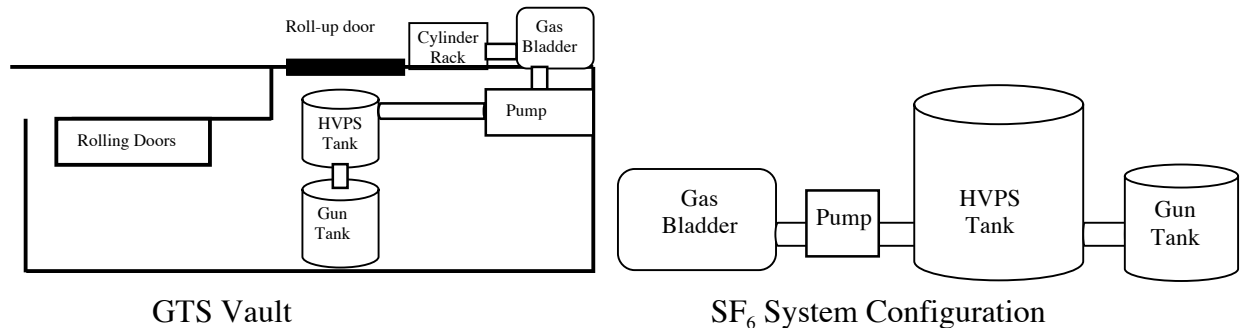 Roll-up door
Cylinder
Rack
Gas
Bladder
Pump
HVPS
Tank
Rolling Doors
Gun
Tank
GTS Vault
Gas
Bladder
Pump
HVPS
Tank
Gun
Tank
SF₆ System Configuration